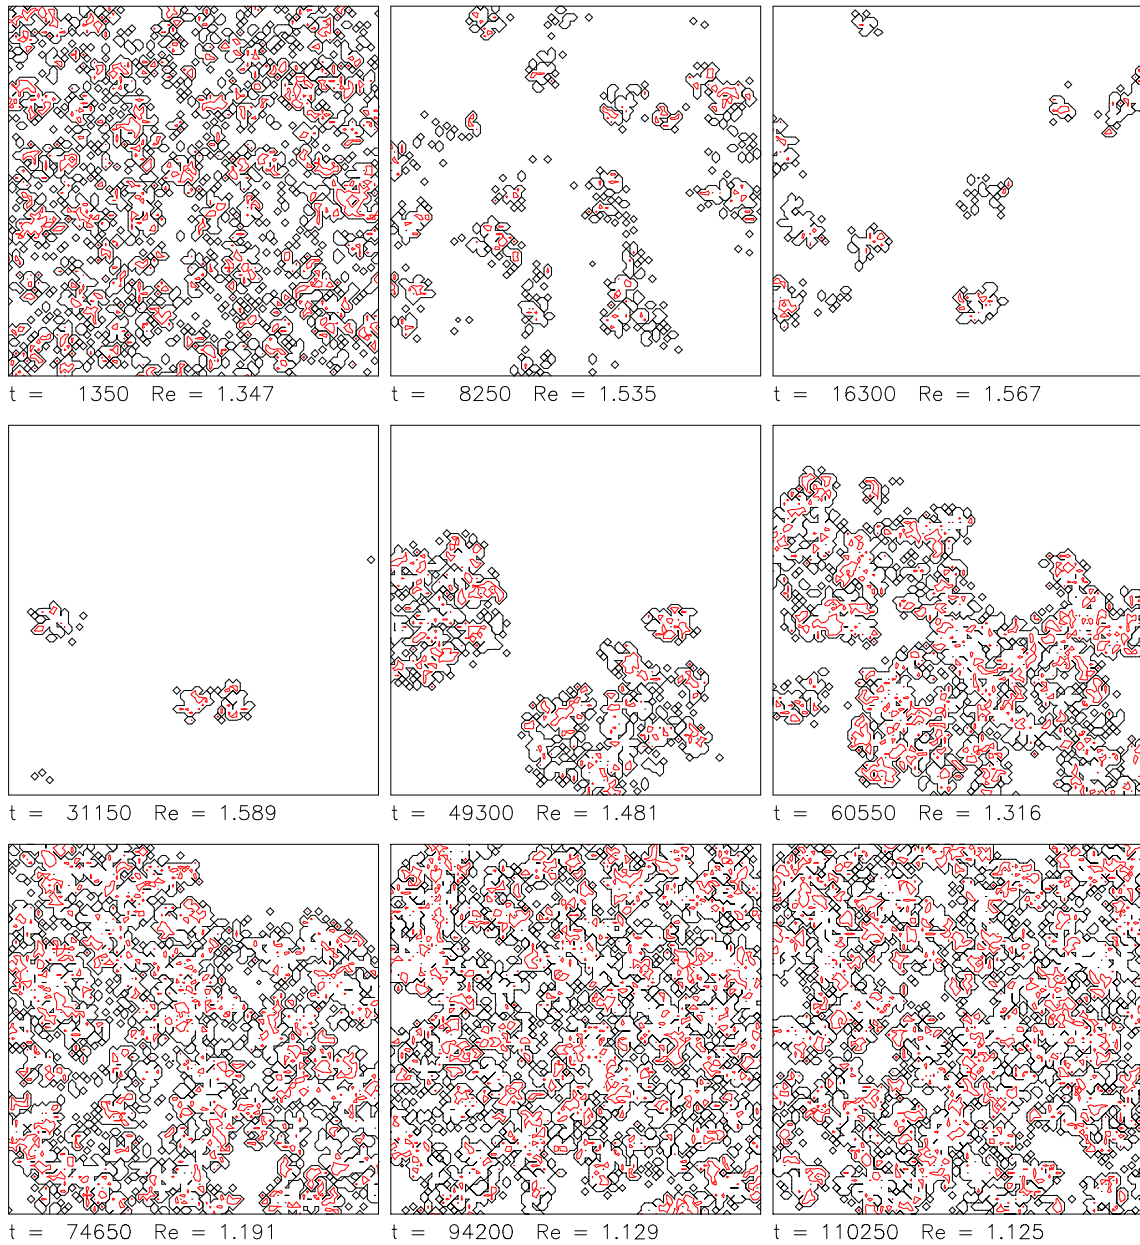 t = 1350 Re = 1.347
t = 8250 Re = 1.535
t = 16300 Re = 1.567
t = 31150 Re = 1.589
t = 49300 Re = 1.481
t = 60550 Re = 1.316
t = 74650 Re = 1.191
t = 94200 Re = 1.129
t = 110250 Re = 1.125